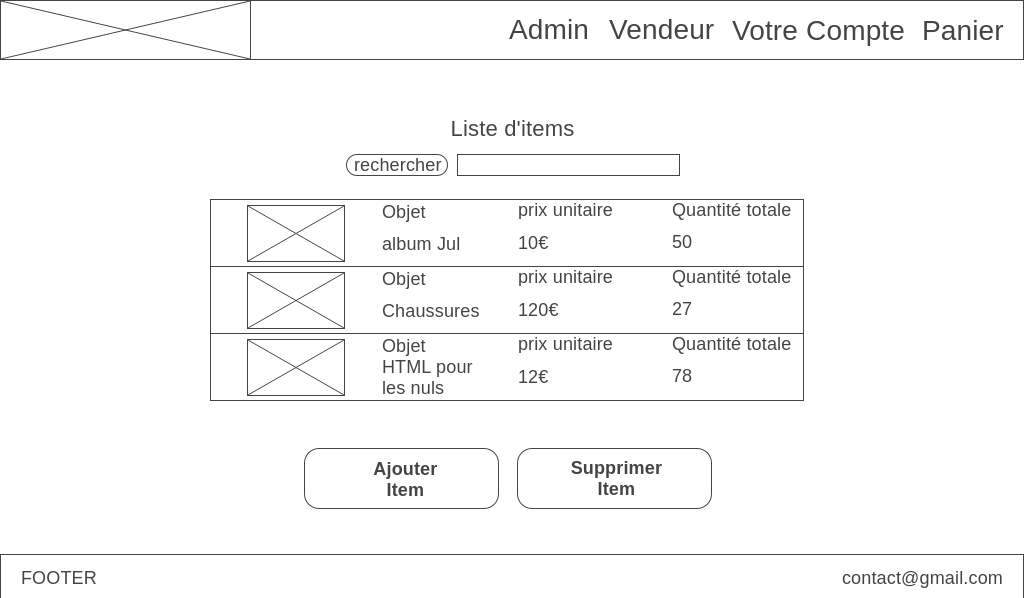 Admin Vendeur Votre Compte Panier
Liste d'items
rechercher
Objet prix unitaire Quantité totale
album Jul 10€ 50
Objet prix unitaire Quantité totale
Chaussures 120€ 27
Objet prix unitaire Quantité totale
HTML pour
les nuls 12€ 78
Ajouter
Item
Supprimer
Item
FOOTER contact@gmail.com